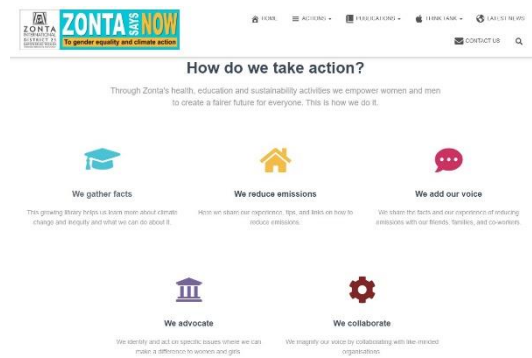 ZONTA
INTERNATIONAL
DISTRICT 23
ZONTA SAYS NOW
To gender equality and climate action
HOME ACTIONS PUBLICATIONS THINK TANK LATEST NEWS
CONTACT US
How do we take action?
Through Zonta's health, education and sustainability activities we empower women and men
to create a fairer future for everyone. This is how we do it.
We gather facts We reduce emissions We add our voice
This growing library helps us learn more about climate
change and inequity and what we can do about it.
Here we share our experience, tips, and links on how to
reduce emissions.
We share the facts and our experience of reducing
emissions with our friends, families, and co-workers.
We advocate We collaborate
We identify and act on specific issues where we can
make a difference to women and girls.
We magnify our voice by collaborating with like-minded
organisations.